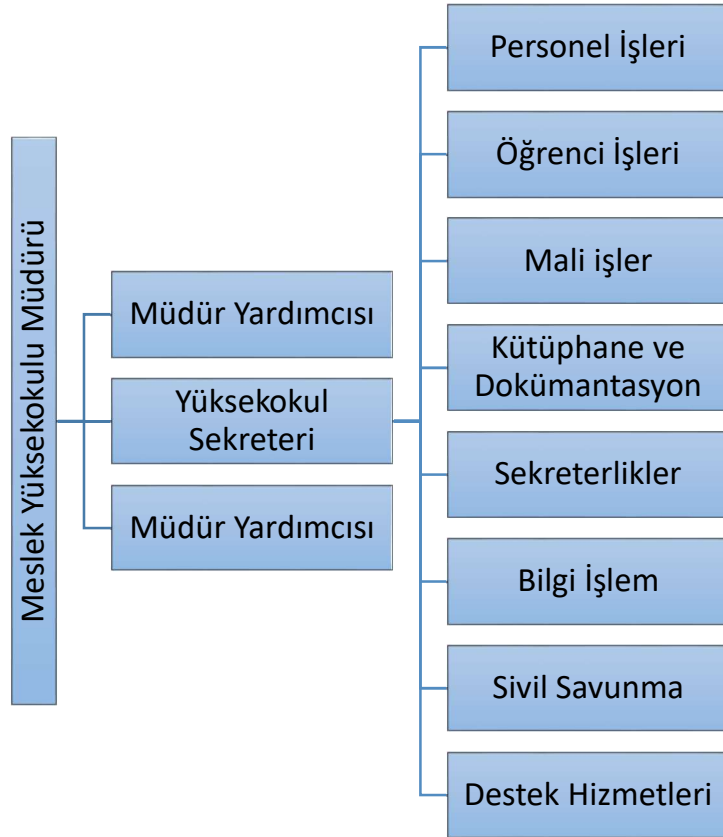 Meslek Yüksekokulu Müdürü
Müdür Yardımcısı
Yüksekokul
Sekreteri
Müdür Yardımcısı
Personel İşleri
Öğrenci İşleri
Mali işler
Kütüphane ve
Dokümantasyon
Sekreterlikler
Bilgi İşlem
Sivil Savunma
Destek Hizmetleri